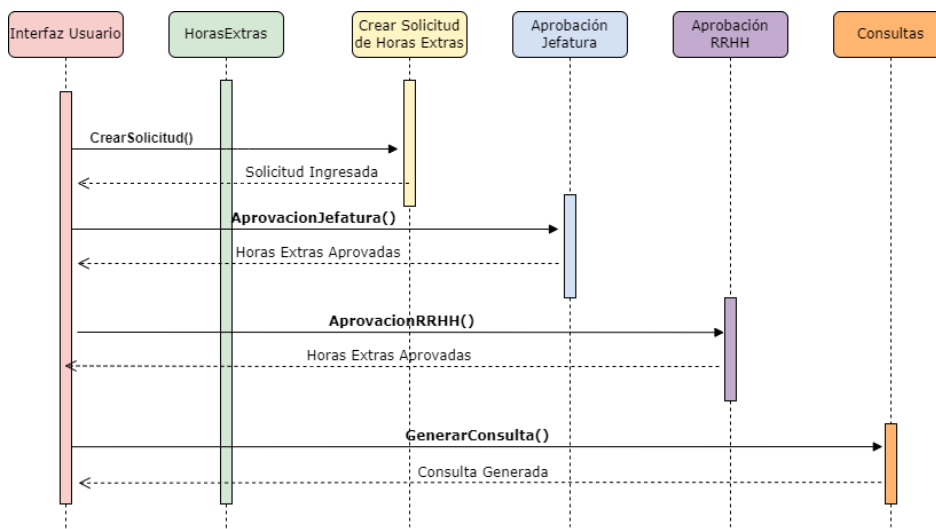 Interfaz Usuario
HorasExtras
Crear Solicitud
de Horas Extras
Aprobación
Jefatura
Aprobación
RRHH
Consultas
CrearSolicitud()
Solicitud Ingresada
AprovacionJefatura()
Horas Extras Aprovadas
AprovacionRRHH()
Horas Extras Aprovadas
GenerarConsulta()
Consulta Generada